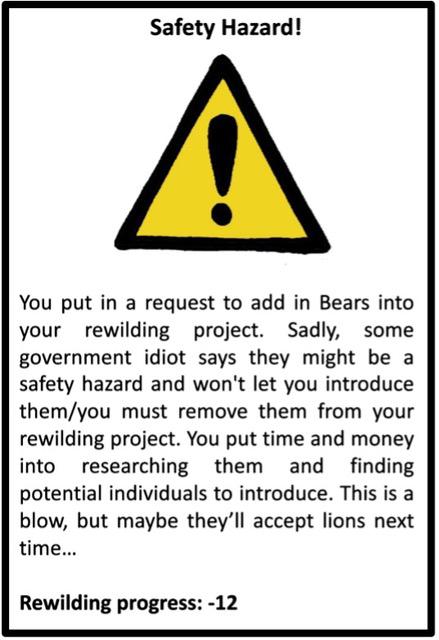 Safety Hazard!
You put in a request to add in Bears into
your rewilding project. Sadly, some
government idiot says they might be a
safety hazard and won't let you introduce
them/you must remove them from your
rewilding project. You put time and money
into researching them and finding
potential individuals to introduce. This is a
blow, but maybe they’ll accept lions next
time...
Rewilding progress: -12